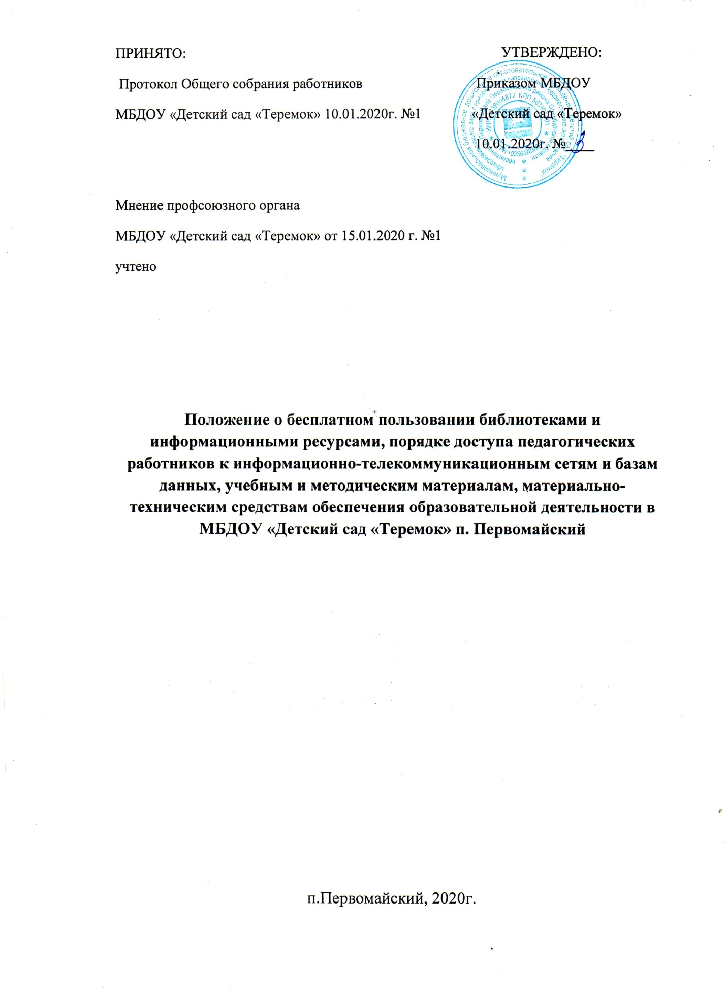 ПРИНЯТО:
Протокол Общего собрания работников
МБДОУ «Детский сад «Теремок» 10.01.2020г. №1
УТВЕРЖДЕНО:
Приказом МБДОУ
«Детский сад «Теремок»
10.01.2020г. № 3
Мнение профсоюзного органа
МБДОУ «Детский сад «Теремок» от 15.01.2020 г. №1
учтено
Положение о бесплатном пользовании библиотеками и
информационными ресурсами, порядке доступа педагогических
работников к информационно-телекоммуникационным сетям и базам
данных, учебным и методическим материалам, материально-
техническим средствам обеспечения образовательной деятельности в
МБДОУ «Детский сад «Теремок» п. Первомайский
п.Первомайский, 2020г.